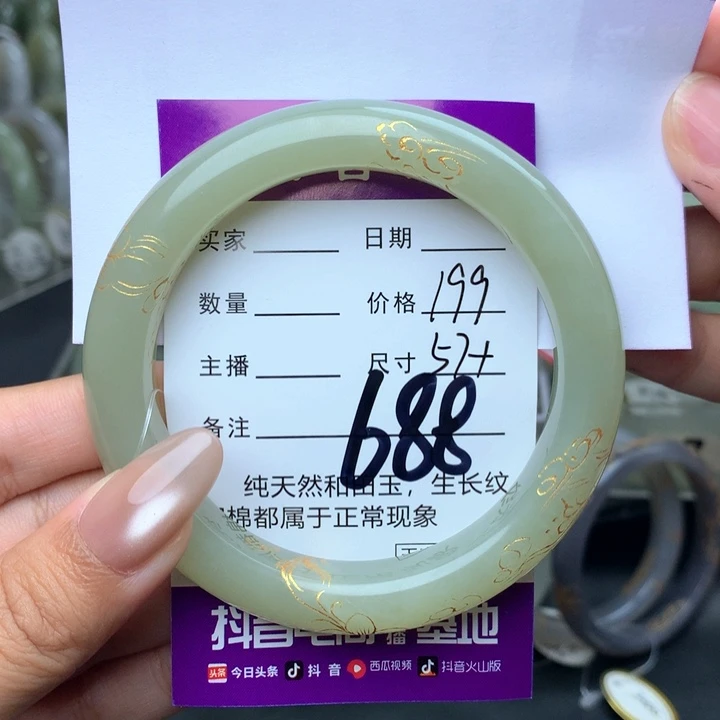 买家 日期
数量 价格 199
主播 尺寸 57+
备注 688
纯天然和田玉，生长纹
棉都属于正常现象
抖音电商直播基地
头条 今日头条 抖音 西瓜视频 抖音火山版